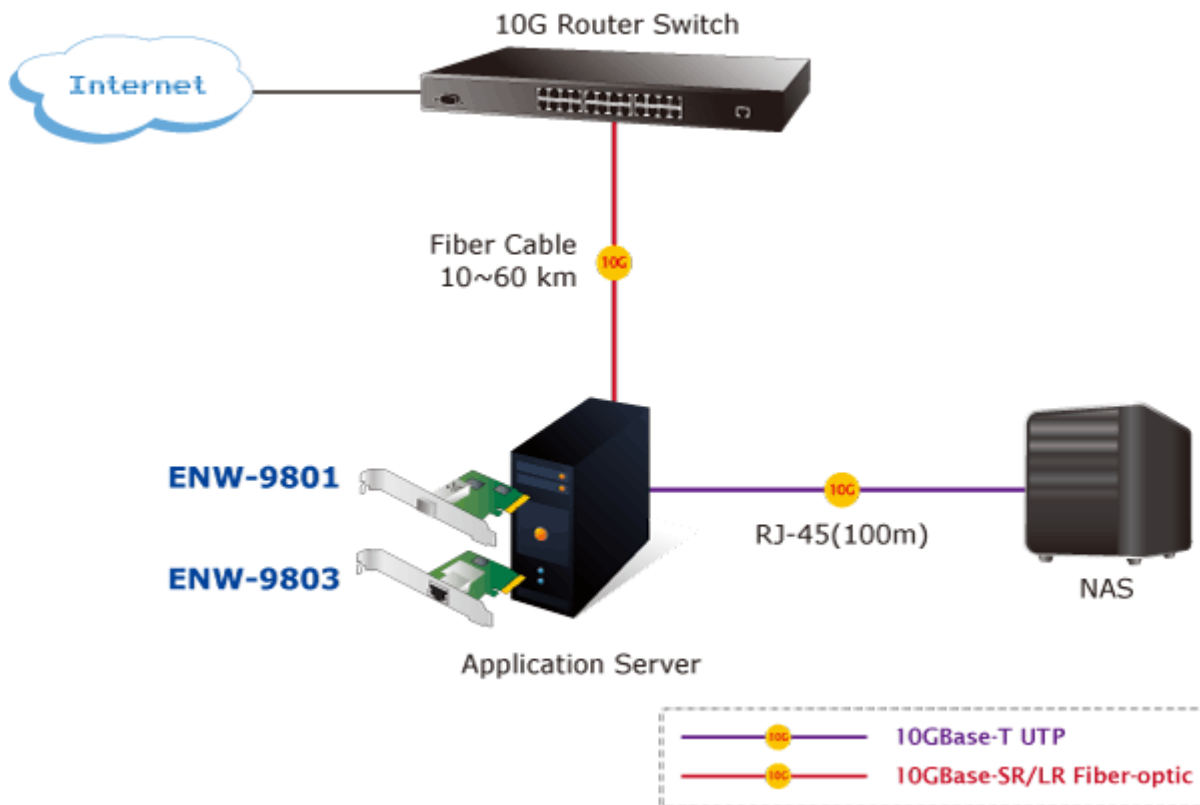 10G Router Switch
Internet
Fiber Cable
10~60 km
10G
ENW-9801
ENW-9803
10G
RJ-45(100m)
NAS
Application Server
10G
10GBase-T UTP
10G
10GBase-SR/LR Fiber-optic